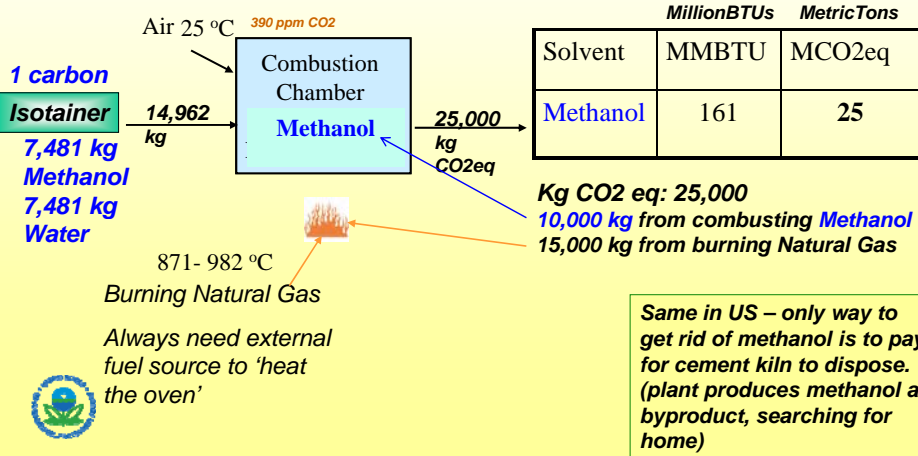 MillionBTUs MetricTons
Air 25 °C
390 ppm CO2
Solvent MMBTU MCO2eq
Methanol 161 25
Combustion
Chamber
Methanol
1 carbon
Isotainer
14,962
kg
7,481 kg
Methanol
7,481 kg
Water
25,000
kg
CO2eq
Kg CO2 eq: 25,000
10,000 kg from combusting Methanol
15,000 kg from burning Natural Gas
871- 982 °C
Burning Natural Gas
Always need external
fuel source to ‘heat
the oven’
Same in US – only way to
get rid of methanol is to pay
for cement kiln to dispose.
(plant produces methanol a
byproduct, searching for
home)